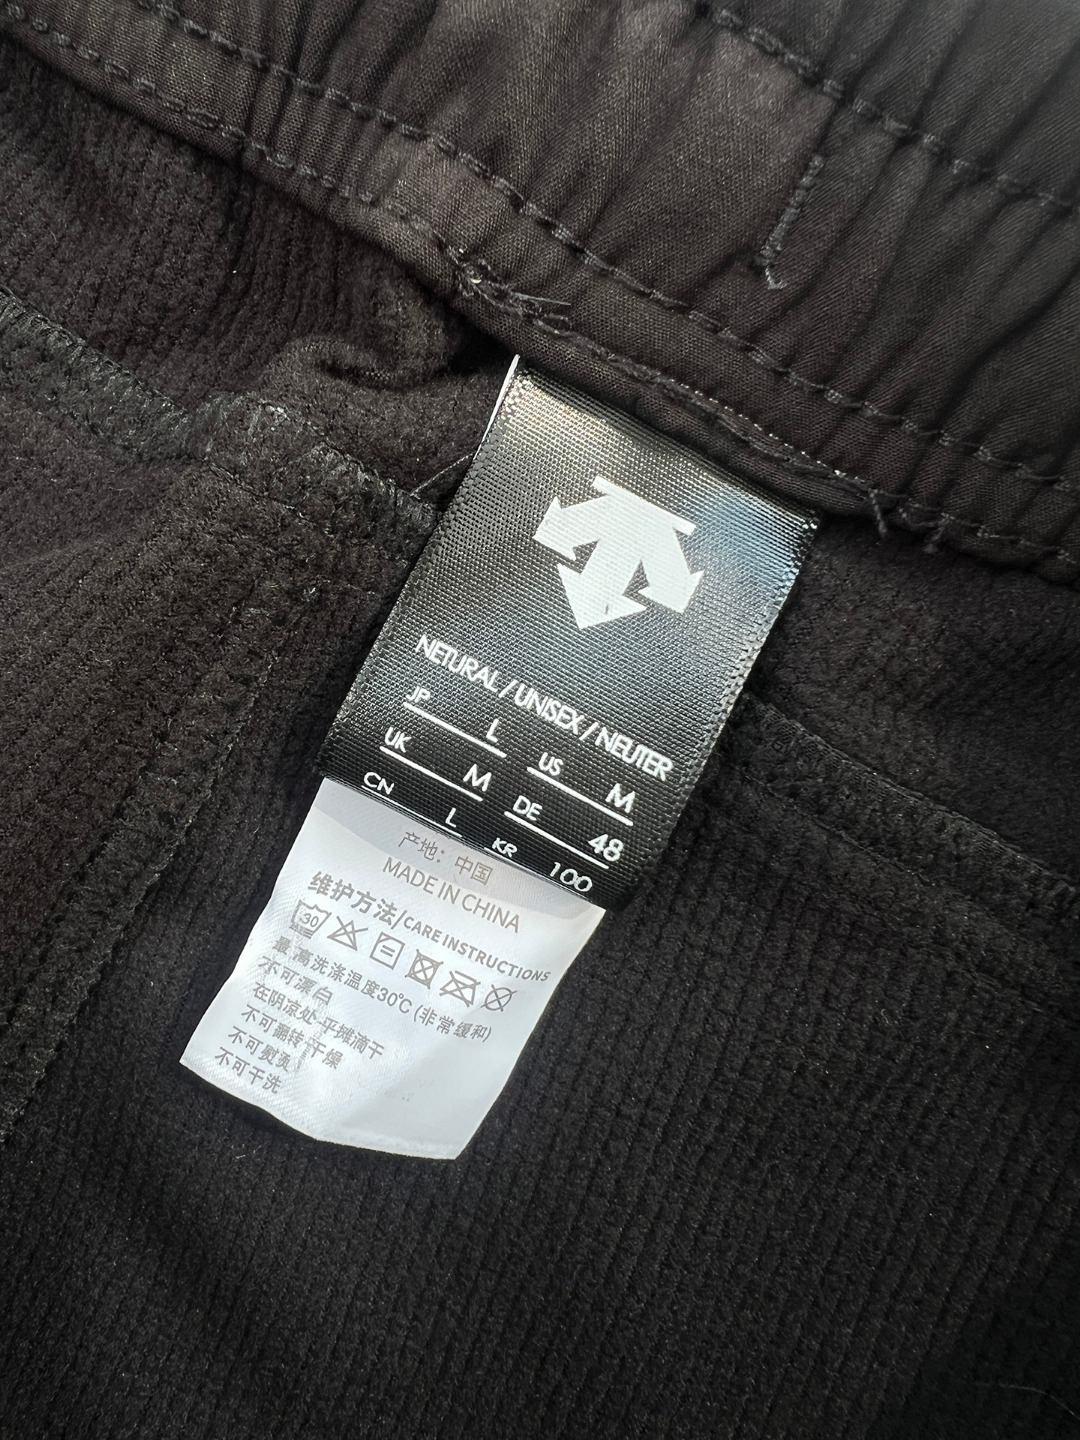 NETURAL/UNISEX/NEUTER
JP L US M
UK M DE 48
CN L KR 100
产地：中国
MADE IN CHINA
维护方法/CARE INSTRUCTIONS
30
最高洗涤温度30℃(非常缓和)
不可漂白
在阴凉处平摊滴干
不可翻转干燥
不可熨烫
不可干洗